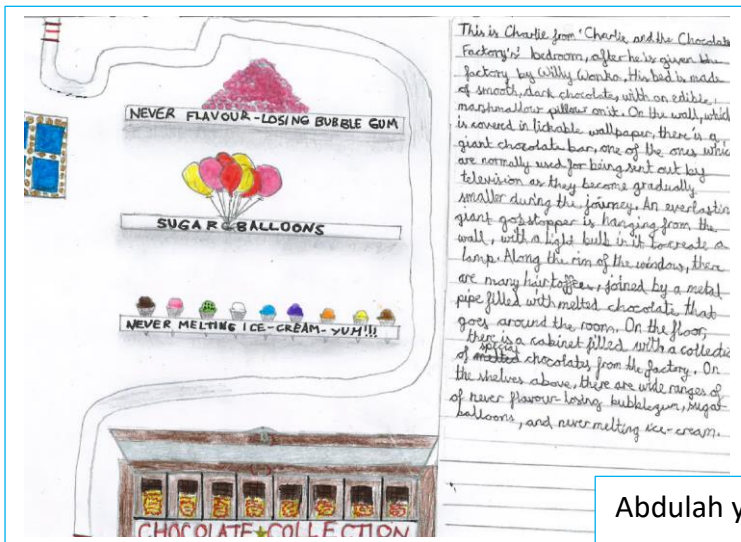 NEVER FLAVOUR-LOSING BUBBLE GUM
SUGAR BALLOONS
NEVER MELTING ICE-CREAM-YUM!!!
CHOCOLATE COLLECTION
This is Charlie from 'Charlie and the Chocolate
Factory's' bedroom, after he is given the
factory by Willy Wonka. His bed is made
of smooth, dark chocolate, with an edible,
marshmallow pillow on it. On the wall, which
is covered in lickable wallpaper, there is a
giant chocolate bar, one of the ones which
are normally used for being sent out by
television as they become gradually
smaller during the journey. An everlastin
giant gobstopper is hanging from the
wall, with a light bulb in it to create a
lamp. Along the rim of the window, there
are many hair toffees, joined by a metal
pipe filled with melted chocolate that
goes around the room. On the floor,
there is a cabinet filled with a collectio
of special chocolates from the factory. On
the shelves above, there are wide ranges of
of never flavour-losing bubblegum, sugar
balloons, and never melting ice-cream.
Abdulah y